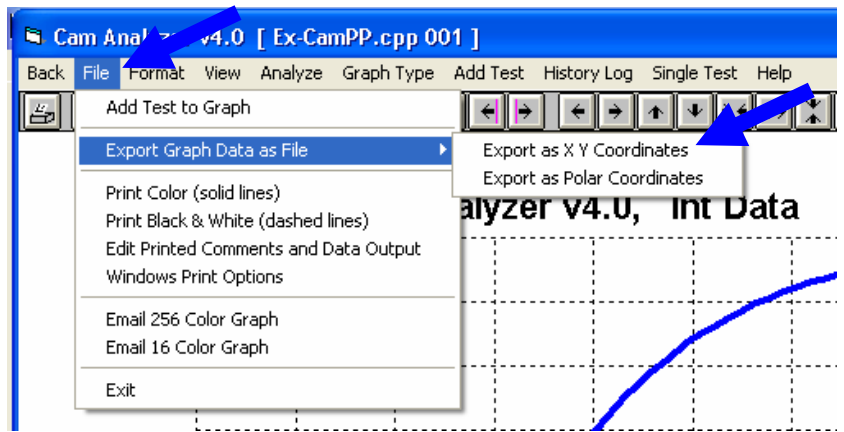 Cam Analyzer v4.0 [ Ex-CamPP.cpp 001 ]
Back File Format View Analyze Graph Type Add Test History Log Single Test Help
Add Test to Graph
Export Graph Data as File
Export as X Y Coordinates
Export as Polar Coordinates
alyzer v4.0, Int Data
Print Color (solid lines)
Print Black & White (dashed lines)
Edit Printed Comments and Data Output
Windows Print Options
Email 256 Color Graph
Email 16 Color Graph
Exit